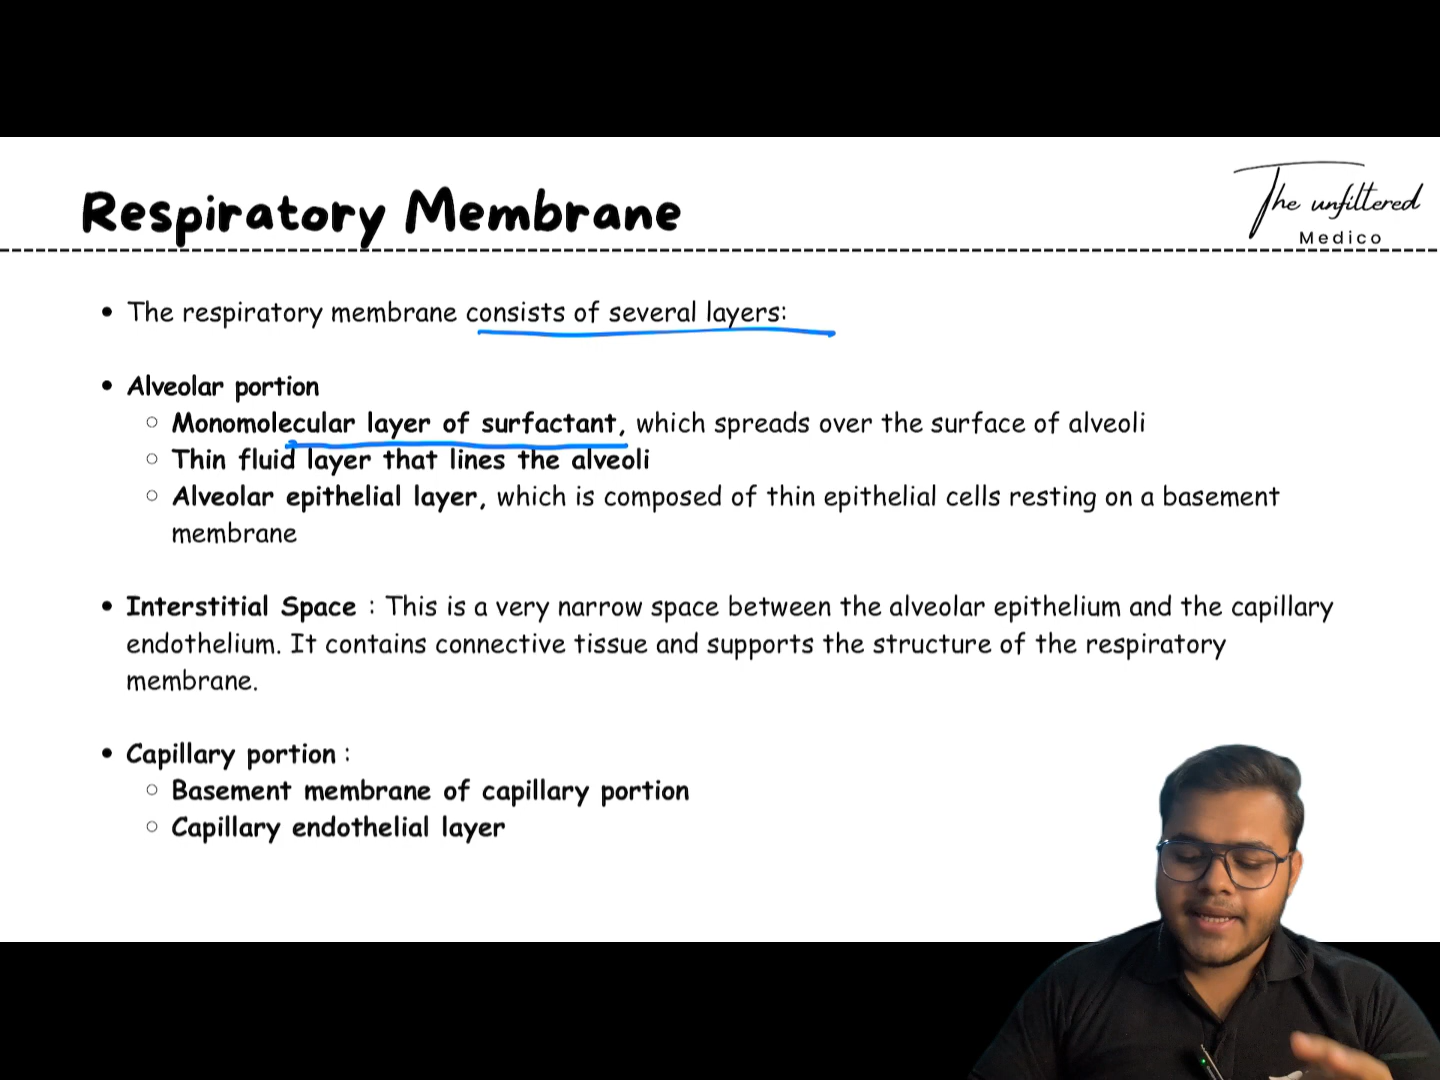 Respiratory Membrane
The unfiltered
Medico
• The respiratory membrane consists of several layers:
• Alveolar portion
○ Monomolecular layer of surfactant, which spreads over the surface of alveoli
○ Thin fluid layer that lines the alveoli
○ Alveolar epithelial layer, which is composed of thin epithelial cells resting on a basement
membrane
• Interstitial Space : This is a very narrow space between the alveolar epithelium and the capillary
endothelium. It contains connective tissue and supports the structure of the respiratory
membrane.
• Capillary portion :
○ Basement membrane of capillary portion
○ Capillary endothelial layer